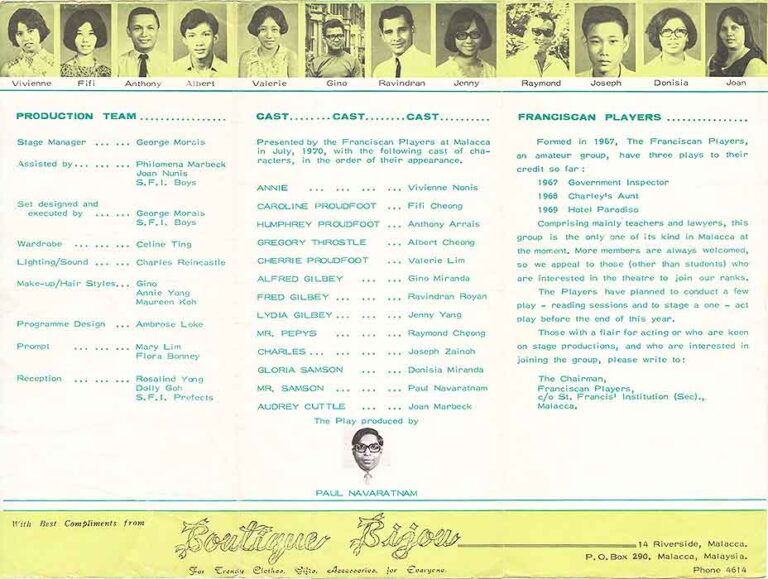 Vivienne Fifi Anthony Albert Valerie Gino Ravindran Jenny Raymond Joseph Donisia Joan
PRODUCTION TEAM ................
Stage Manager ... ... ... George Morais
Assisted by... ... ... ... Philomena Marbeck
Joan Nunis
S.F.I. Boys
Set designed and
executed by ... ... ... George Morais
S.F.I. Boys
Wardrobe ... ... ... ... Celine Ting
Lighting/Sound ... ... Charles Reincastle
Make-up/Hair Styles... Gino
Annie Yong
Maureen Koh
Programme Design ... Ambrose Loke
Prompt ... ... ... ... Mary Lim
Flora Bonney
Reception ... ... ... ... Rosalind Yong
Dolly Goh
S.F.I. Prefects
CAST........CAST........CAST..........
Presented by the Franciscan Players at Malacca
in July, 1970, with the following cast of cha-
racters, in the order of their appearance.
ANNIE ... ... ... ... Vivienne Nonis
CAROLINE PROUDFOOT ... Fifi Cheong
HUMPHREY PROUDFOOT ... Anthony Arrais
GREGORY THROSTLE ... Albert Cheong
CHERRIE PROUDFOOT ... Valerie Lim
ALFRED GILBEY ... ... Gino Miranda
FRED GILBEY ... ... ... Ravindran Royan
LYDIA GILBEY ... ... ... Jenny Yang
MR. PEPYS ... ... ... Raymond Cheong
CHARLES ... ... ... ... Joseph Zainoh
GLORIA SAMSON ... ... Donisia Miranda
MR. SAMSON ... ... ... Paul Navaratnam
AUDREY CUTTLE ... ... Joan Marbeck
The Play produced by
PAUL NAVARATNAM
FRANCISCAN PLAYERS ...............
Formed in 1967, The Franciscan Players,
an amateur group, have three plays to their
credit so far :
1967 Government Inspector
1968 Charley's Aunt
1969 Hotel Paradiso
Comprising mainly teachers and lawyers, this
group is the only one of its kind in Malacca at
the moment. More members are always welcomed,
so we appeal to those (other than students) who
are interested in the theatre to join our ranks.
The Players have planned to conduct a few
play - reading sessions and to stage a one - act
play before the end of this year.
Those with a flair for acting or who are keen
on stage productions, and who are interested in
joining the group, please write to :
The Chairman,
Franciscan Players,
c/o St. Francis' Institution (Sec).,
Malacca.
With Best Compliments from
Boutique Bijou
For Trendy Clothes, Gifts, Accessories, for Everyone.
14 Riverside, Malacca.
P.O. Box 290, Malacca, Malaysia.
Phone 4614